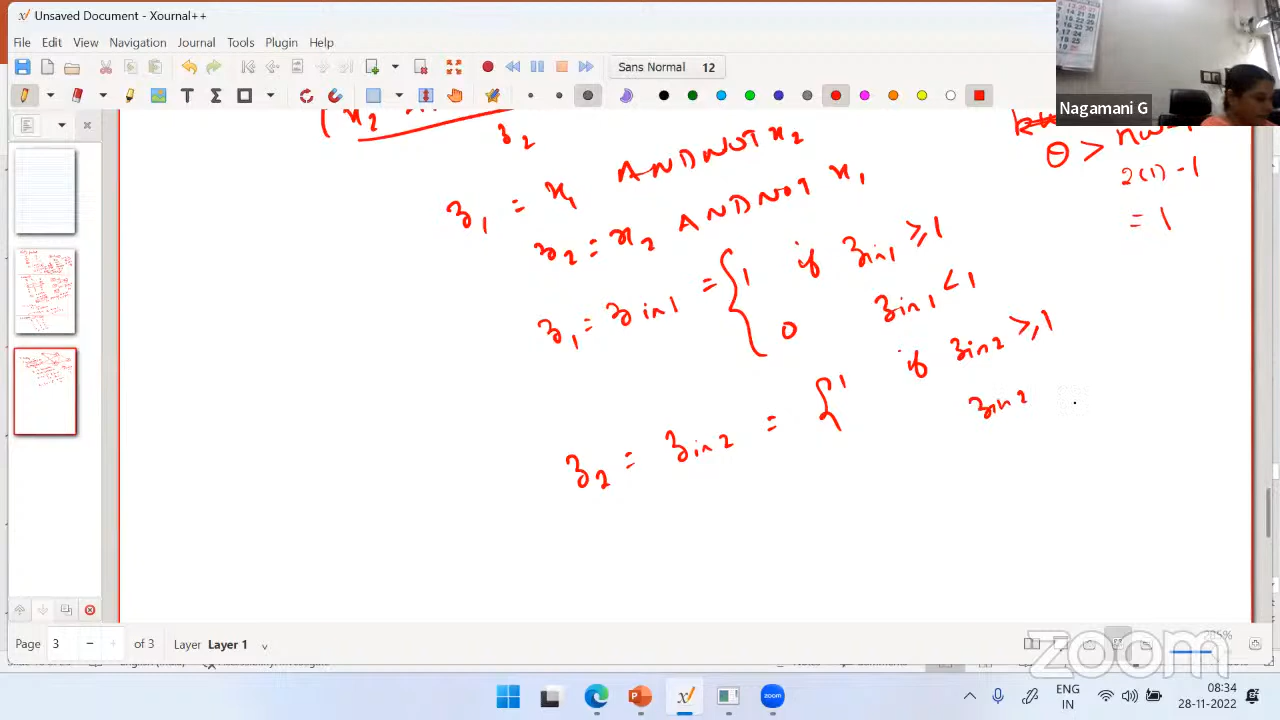 Unsaved Document - Xournal++
File Edit View Navigation Journal Tools Plugin Help
Sans Normal 12
Nagamani G
( x2
z2
θ > nw - 1
2(1) - 1
= 1
z1 = x1 ANDNOT x2
z2 = x2 ANDNOT x1
z1 = zin1 = { 1 if zin1 ≥ 1
0 zin1 < 1
z2 = zin2 = { 1 if zin2 ≥ 1
zin2
Page 3 of 3 Layer Layer 1
zoom
ENG
IN
08:34
28-11-2022
zoom